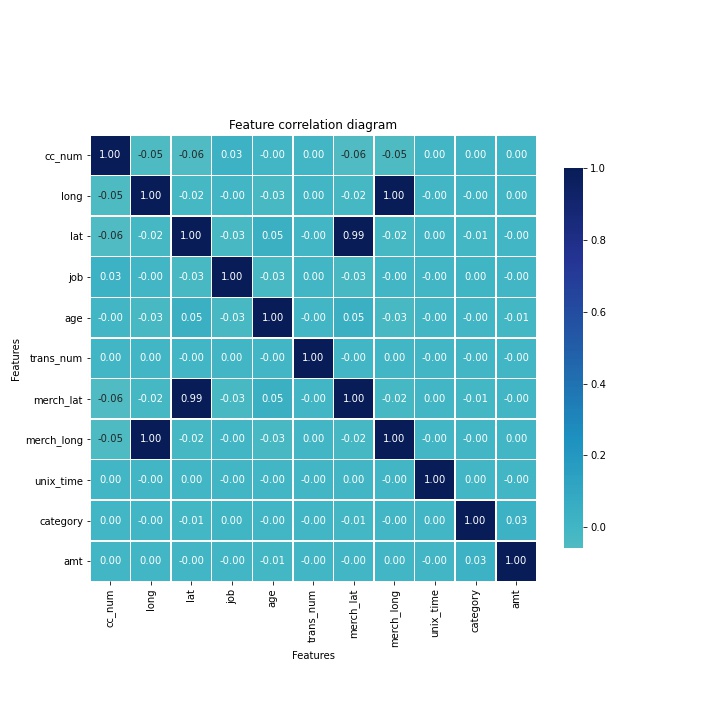 Feature correlation diagram
cc_num 1.00 -0.05 -0.06 0.03 -0.00 0.00 -0.06 -0.05 0.00 0.00 0.00
long -0.05 1.00 -0.02 -0.00 -0.03 0.00 -0.02 1.00 -0.00 -0.00 0.00
lat -0.06 -0.02 1.00 -0.03 0.05 -0.00 0.99 -0.02 0.00 -0.01 -0.00
job 0.03 -0.00 -0.03 1.00 -0.03 0.00 -0.03 -0.00 -0.00 0.00 -0.00
age -0.00 -0.03 0.05 -0.03 1.00 -0.00 0.05 -0.03 -0.00 -0.00 -0.01
trans_num 0.00 0.00 -0.00 0.00 -0.00 1.00 -0.00 0.00 -0.00 -0.00 -0.00
merch_lat -0.06 -0.02 0.99 -0.03 0.05 -0.00 1.00 -0.02 0.00 -0.01 -0.00
merch_long -0.05 1.00 -0.02 -0.00 -0.03 0.00 -0.02 1.00 -0.00 -0.00 0.00
unix_time 0.00 -0.00 0.00 -0.00 -0.00 -0.00 0.00 -0.00 1.00 0.00 -0.00
category 0.00 -0.00 -0.01 0.00 -0.00 -0.00 -0.01 -0.00 0.00 1.00 0.03
amt 0.00 0.00 -0.00 -0.00 -0.01 -0.00 -0.00 0.00 -0.00 0.03 1.00
Features
cc_num long lat job age trans_num merch_lat merch_long unix_time category amt
Features
1.0
0.8
0.6
0.4
0.2
0.0